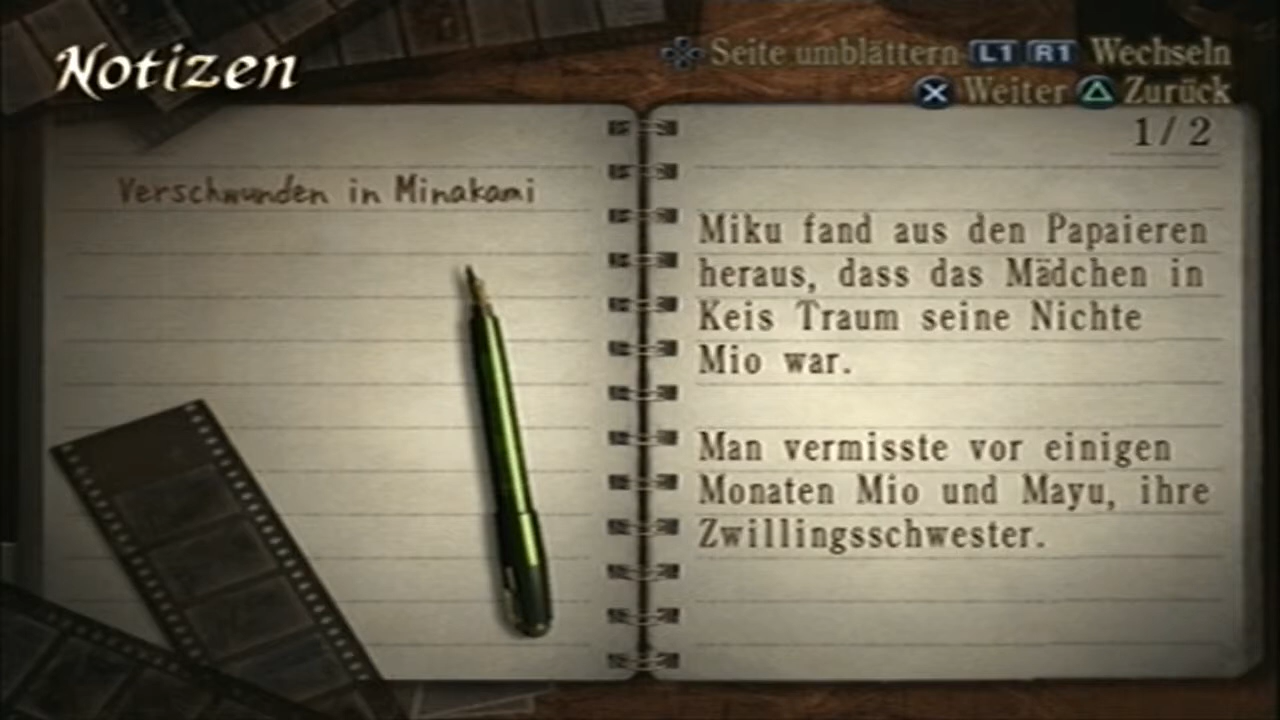 Notizen
Seite umblättern L1 R1 Wechseln
Weiter Zurück
1/2
Verschwunden in Minakami
Miku fand aus den Papaieren
heraus, dass das Mädchen in
Keis Traum seine Nichte
Mio war.
Man vermisste vor einigen
Monaten Mio und Mayu, ihre
Zwillingsschwester.